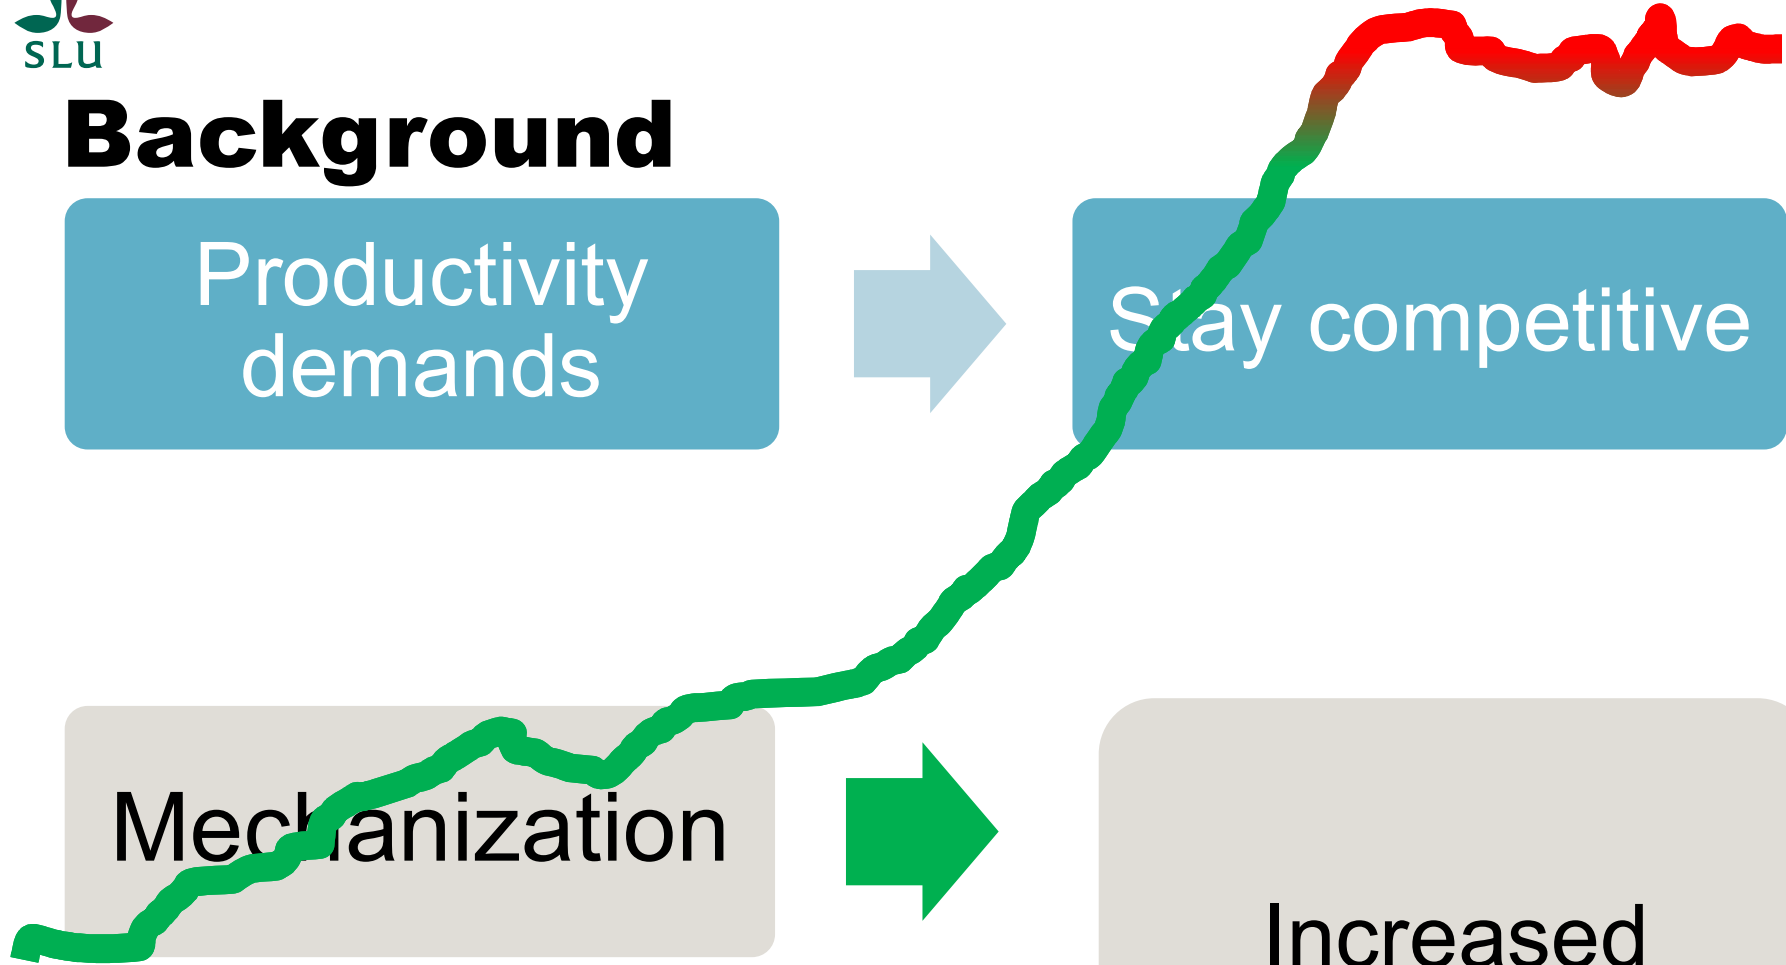 SLU
Background
Productivity
demands
Stay competitive
Mechanization
Increased